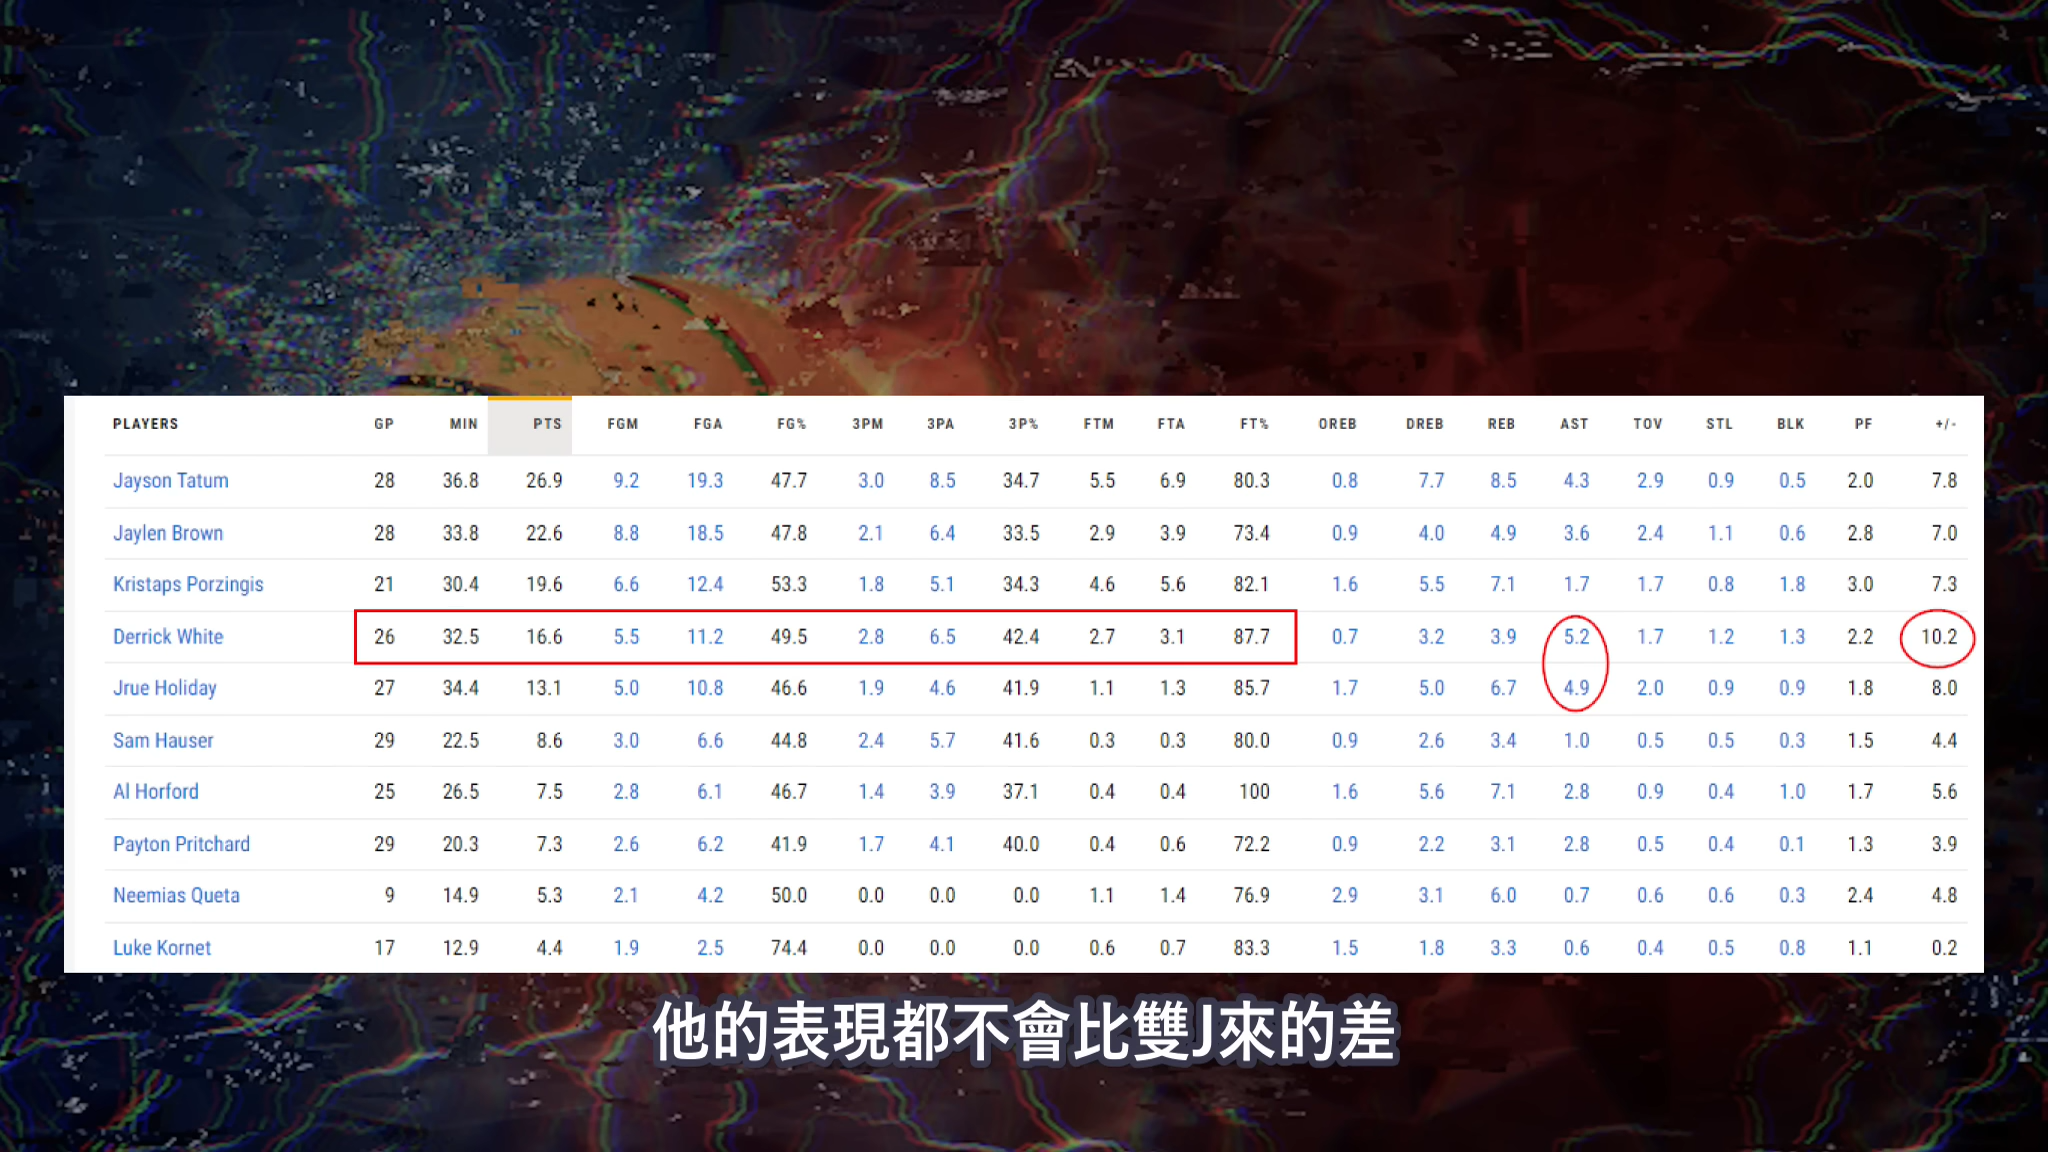 PLAYERS GP MIN PTS FGM FGA FG% 3PM 3PA 3P% FTM FTA FT% OREB DREB REB AST TOV STL BLK PF +/-
Jayson Tatum 28 36.8 26.9 9.2 19.3 47.7 3.0 8.5 34.7 5.5 6.9 80.3 0.8 7.7 8.5 4.3 2.9 0.9 0.5 2.0 7.8
Jaylen Brown 28 33.8 22.6 8.8 18.5 47.8 2.1 6.4 33.5 2.9 3.9 73.4 0.9 4.0 4.9 3.6 2.4 1.1 0.6 2.8 7.0
Kristaps Porzingis 21 30.4 19.6 6.6 12.4 53.3 1.8 5.1 34.3 4.6 5.6 82.1 1.6 5.5 7.1 1.7 1.7 0.8 1.8 3.0 7.3
Derrick White 26 32.5 16.6 5.5 11.2 49.5 2.8 6.5 42.4 2.7 3.1 87.7 0.7 3.2 3.9 5.2 1.7 1.2 1.3 2.2 10.2
Jrue Holiday 27 34.4 13.1 5.0 10.8 46.6 1.9 4.6 41.9 1.1 1.3 85.7 1.7 5.0 6.7 4.9 2.0 0.9 0.9 1.8 8.0
Sam Hauser 29 22.5 8.6 3.0 6.6 44.8 2.4 5.7 41.6 0.3 0.3 80.0 0.9 2.6 3.4 1.0 0.5 0.5 0.3 1.5 4.4
Al Horford 25 26.5 7.5 2.8 6.1 46.7 1.4 3.9 37.1 0.4 0.4 100 1.6 5.6 7.1 2.8 0.9 0.4 1.0 1.7 5.6
Payton Pritchard 29 20.3 7.3 2.6 6.2 41.9 1.7 4.1 40.0 0.4 0.6 72.2 0.9 2.2 3.1 2.8 0.5 0.4 0.1 1.3 3.9
Neemias Queta 9 14.9 5.3 2.1 4.2 50.0 0.0 0.0 0.0 1.1 1.4 76.9 2.9 3.1 6.0 0.7 0.6 0.6 0.3 2.4 4.8
Luke Kornet 17 12.9 4.4 1.9 2.5 74.4 0.0 0.0 0.0 0.6 0.7 83.3 1.5 1.8 3.3 0.6 0.4 0.5 0.8 1.1 0.2
他的表現都不會比雙J來的差